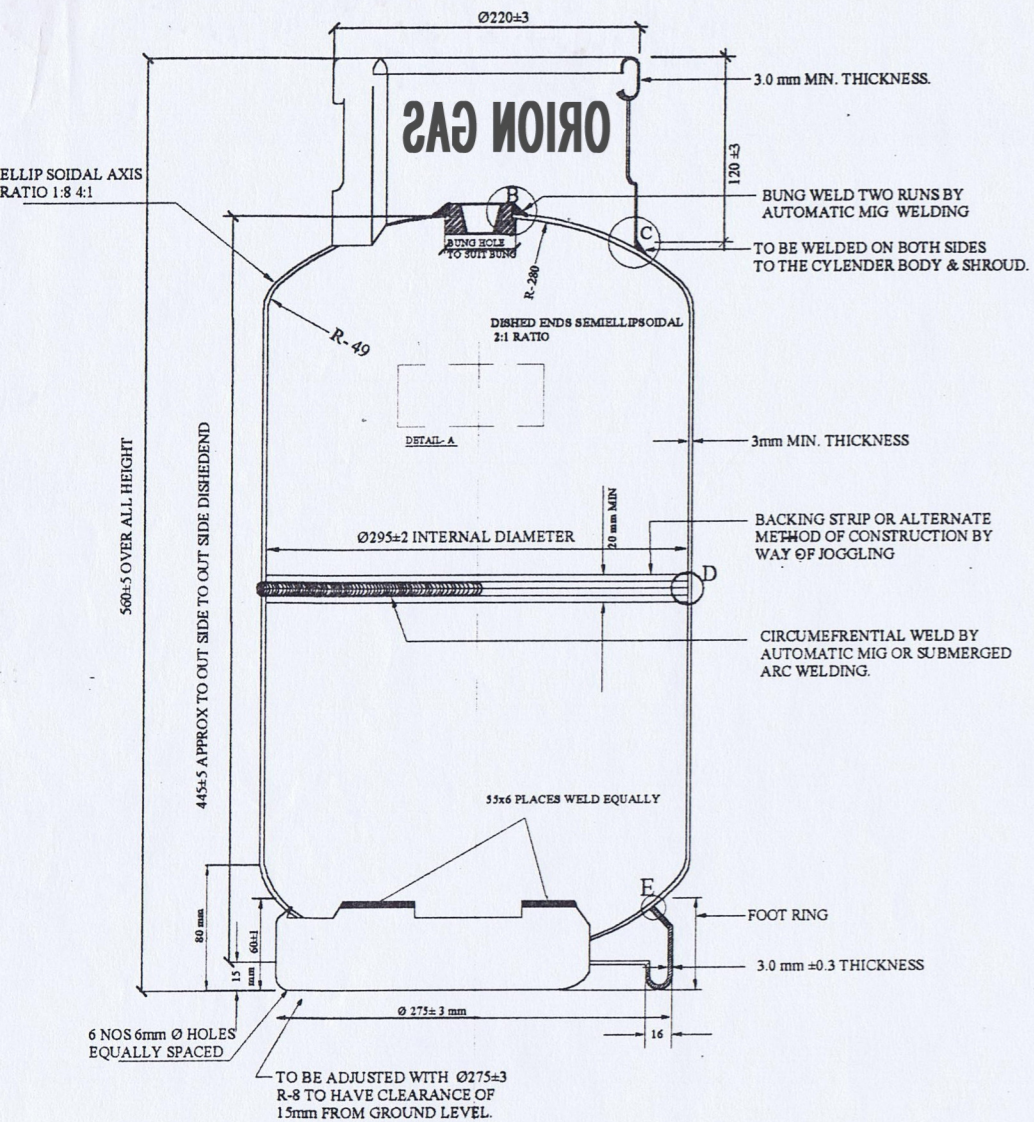 Ø220±3
3.0 mm MIN. THICKNESS.
ORION GAS
120 ±3
ELLIP SOIDAL AXIS
RATIO 1:8 4:1
B
BUNG WELD TWO RUNS BY
AUTOMATIC MIG WELDING
C
BUNG HOLE
TO SUIT BUNG
TO BE WELDED ON BOTH SIDES
TO THE CYLENDER BODY & SHROUD.
R-280
R-49
DISHED ENDS SEMIELLIPSOIDAL
2:1 RATIO
DETAIL- A
3mm MIN. THICKNESS
560±5 OVER ALL HEIGHT
445±5 APPROX TO OUT SIDE TO OUT SIDE DISHEDEND
Ø295±2 INTERNAL DIAMETER
20 mm MIN
BACKING STRIP OR ALTERNATE
METHOD OF CONSTRUCTION BY
WAY OF JOGGLING
D
CIRCUMEFRENTIAL WELD BY
AUTOMATIC MIG OR SUBMERGED
ARC WELDING.
55x6 PLACES WELD EQUALLY
E
FOOT RING
80 mm
60±1
mm
15
3.0 mm ±0.3 THICKNESS
Ø 275± 3 mm
16
6 NOS 6mm Ø HOLES
EQUALLY SPACED
TO BE ADJUSTED WITH Ø275±3
R-8 TO HAVE CLEARANCE OF
15mm FROM GROUND LEVEL.